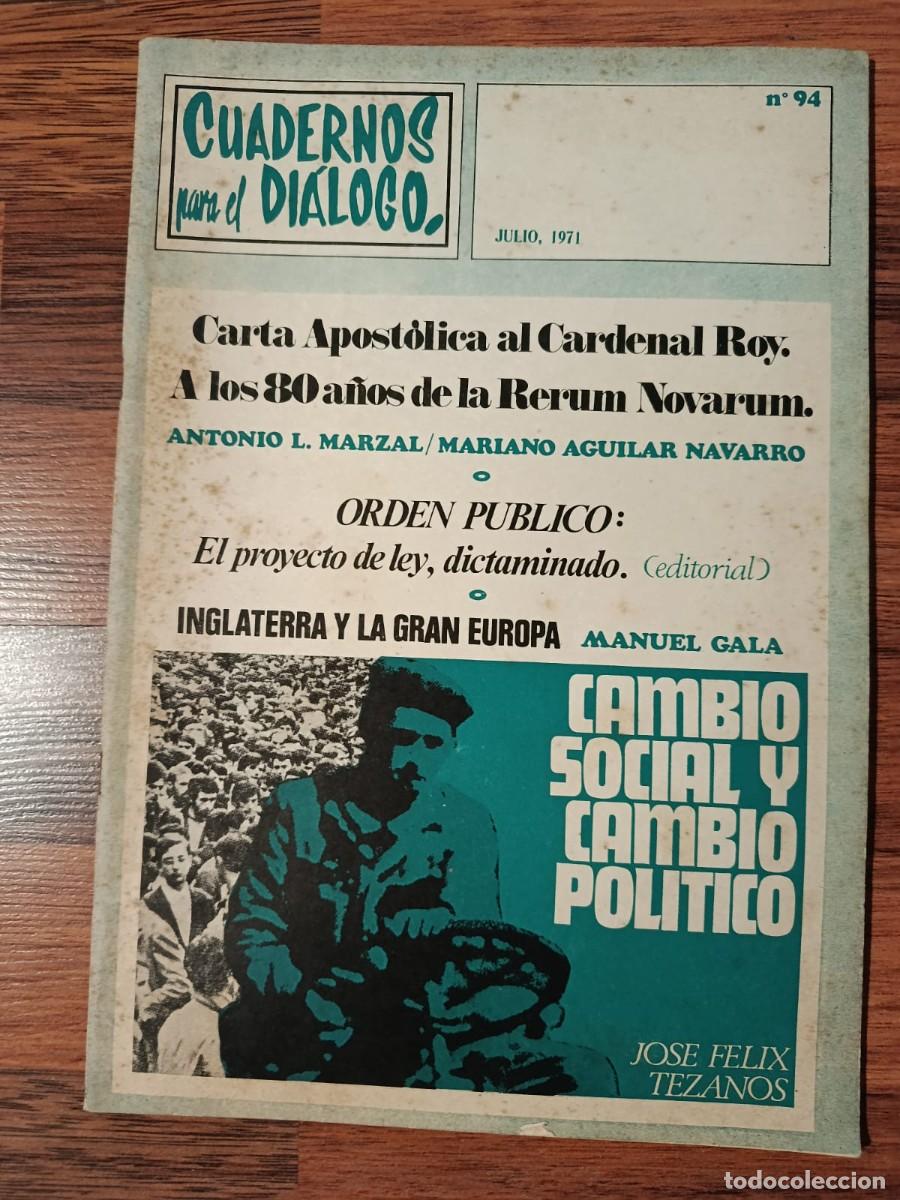 CUADERNOS
para el DIÁLOGO.
nº 94
JULIO, 1971
Carta Apostòlica al Cardenal Roy.
A los 80 años de la Rerum Novarum.
ANTONIO L. MARZAL/MARIANO AGUILAR NAVARRO
ORDEN PUBLICO:
El proyecto de ley, dictaminado. (editorial)
INGLATERRA Y LA GRAN EUROPA MANUEL GALA
CAMBIO
SOCIAL Y
CAMBIO
POLITICO
JOSE FELIX
TEZANOS
todocoleccion